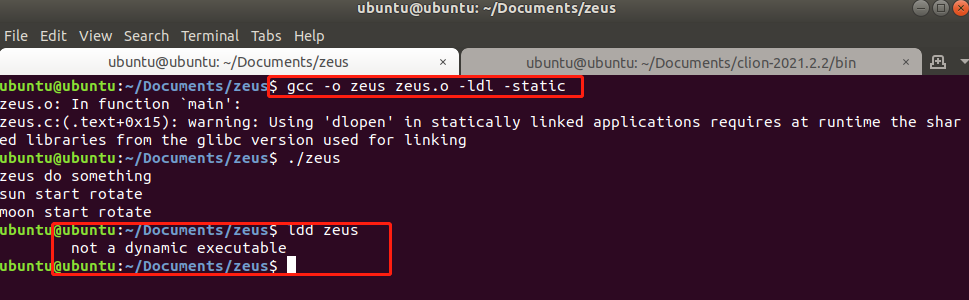 ubuntu@ubuntu: ~/Documents/zeus
File Edit View Search Terminal Tabs Help
ubuntu@ubuntu: ~/Documents/zeus × ubuntu@ubuntu: ~/Documents/clion-2021.2.2/bin ×
ubuntu@ubuntu:~/Documents/zeus$ gcc -o zeus zeus.o -ldl -static
zeus.o: In function `main':
zeus.c:(.text+0x15): warning: Using 'dlopen' in statically linked applications requires at runtime the shar
ed libraries from the glibc version used for linking
ubuntu@ubuntu:~/Documents/zeus$ ./zeus
zeus do something
sun start rotate
moon start rotate
ubuntu@ubuntu:~/Documents/zeus$ ldd zeus
not a dynamic executable
ubuntu@ubuntu:~/Documents/zeus$